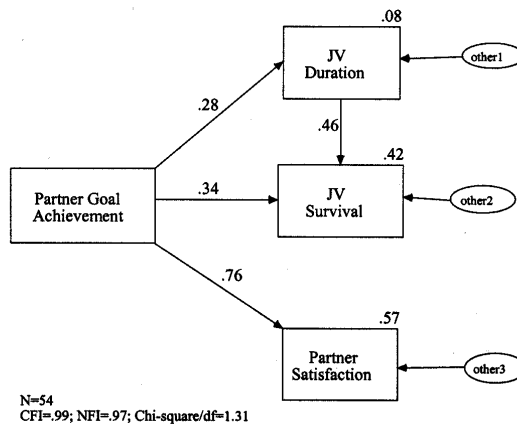 .08
JV
Duration
other1
.28
.46
.42
Partner Goal
Achievement
.34
JV
Survival
other2
.76
.57
Partner
Satisfaction
other3
N=54
CFI=.99; NFI=.97; Chi-square/df=1.31